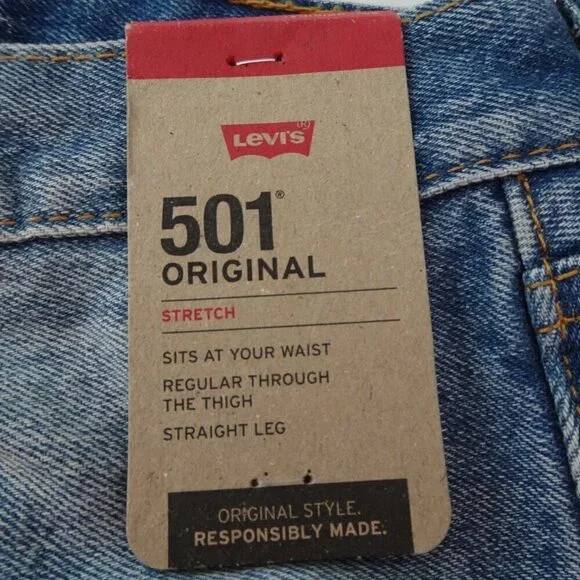 Levi's®
501®
ORIGINAL
STRETCH
SITS AT YOUR WAIST
REGULAR THROUGH
THE THIGH
STRAIGHT LEG
ORIGINAL STYLE.
RESPONSIBLY MADE.